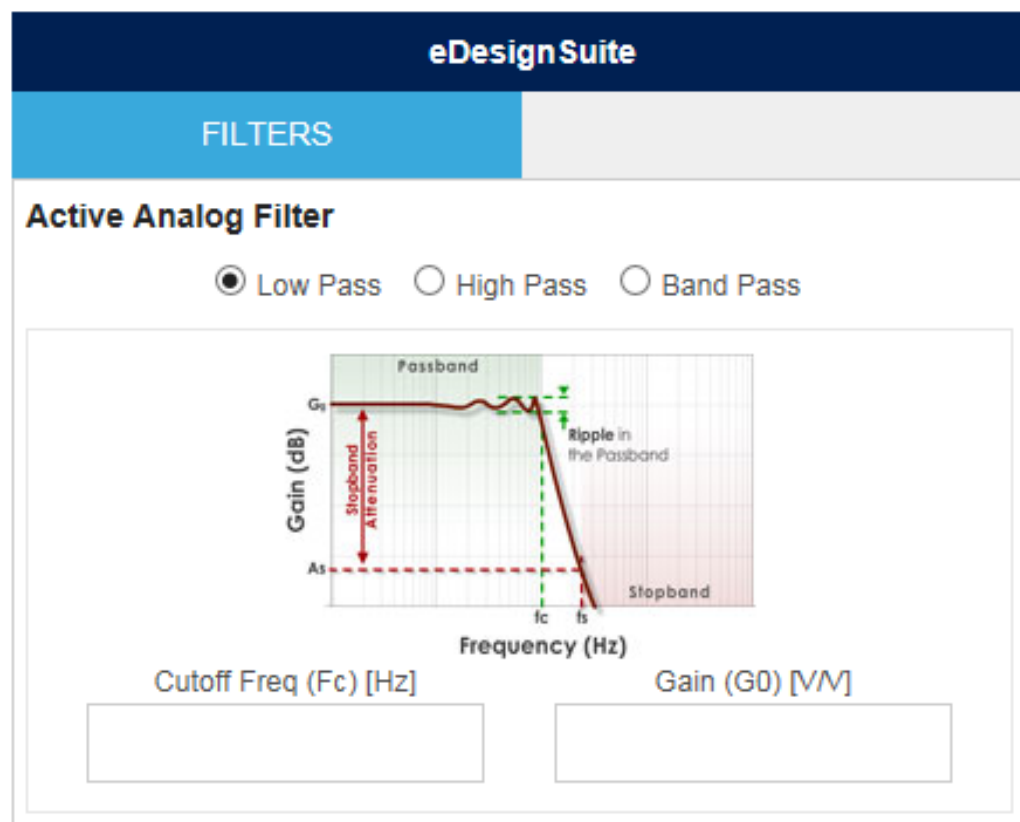 eDesignSuite
FILTERS
Active Analog Filter
Low Pass High Pass Band Pass
Passband
G₀
Ripple in
the Passband
Gain (dB)
Stopband
Attenuation
As
Stopband
fc fs
Frequency (Hz)
Cutoff Freq (Fc) [Hz] Gain (G0) [V/V]